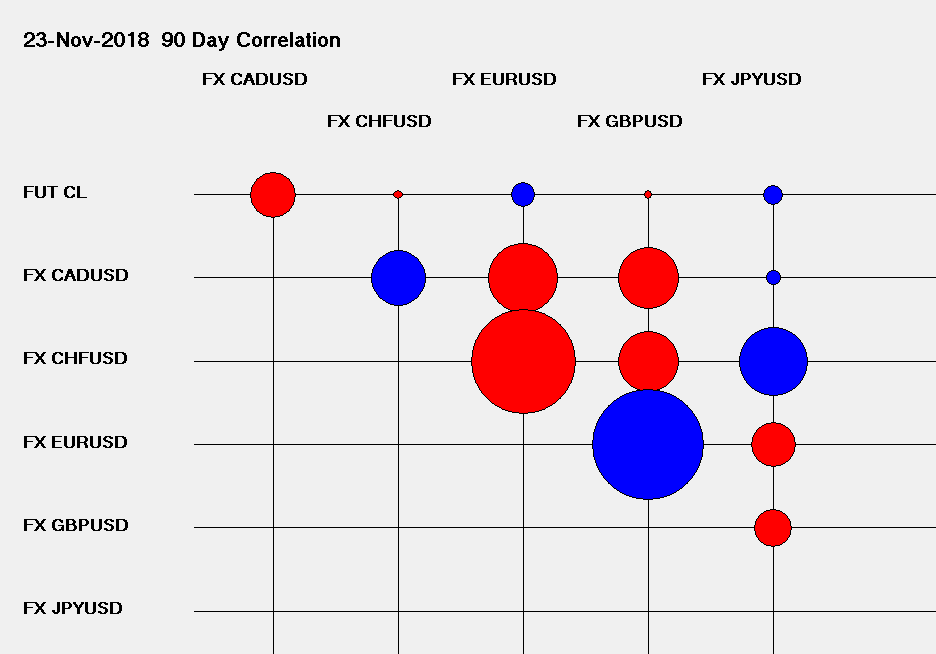 23-Nov-2018  90 Day Correlation
FX CADUSD
FX EURUSD
FX JPYUSD
FX CHFUSD
FX GBPUSD
FUT CL
FX CADUSD
FX CHFUSD
FX EURUSD
FX GBPUSD
FX JPYUSD